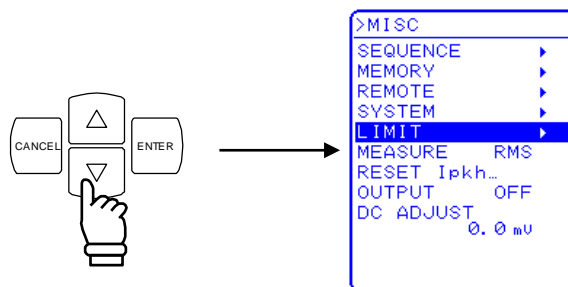 CANCEL
ENTER
>MISC
SEQUENCE
MEMORY
REMOTE
SYSTEM
LIMIT
MEASURE RMS
RESET Ipkh…
OUTPUT OFF
DC ADJUST
0.0 mV